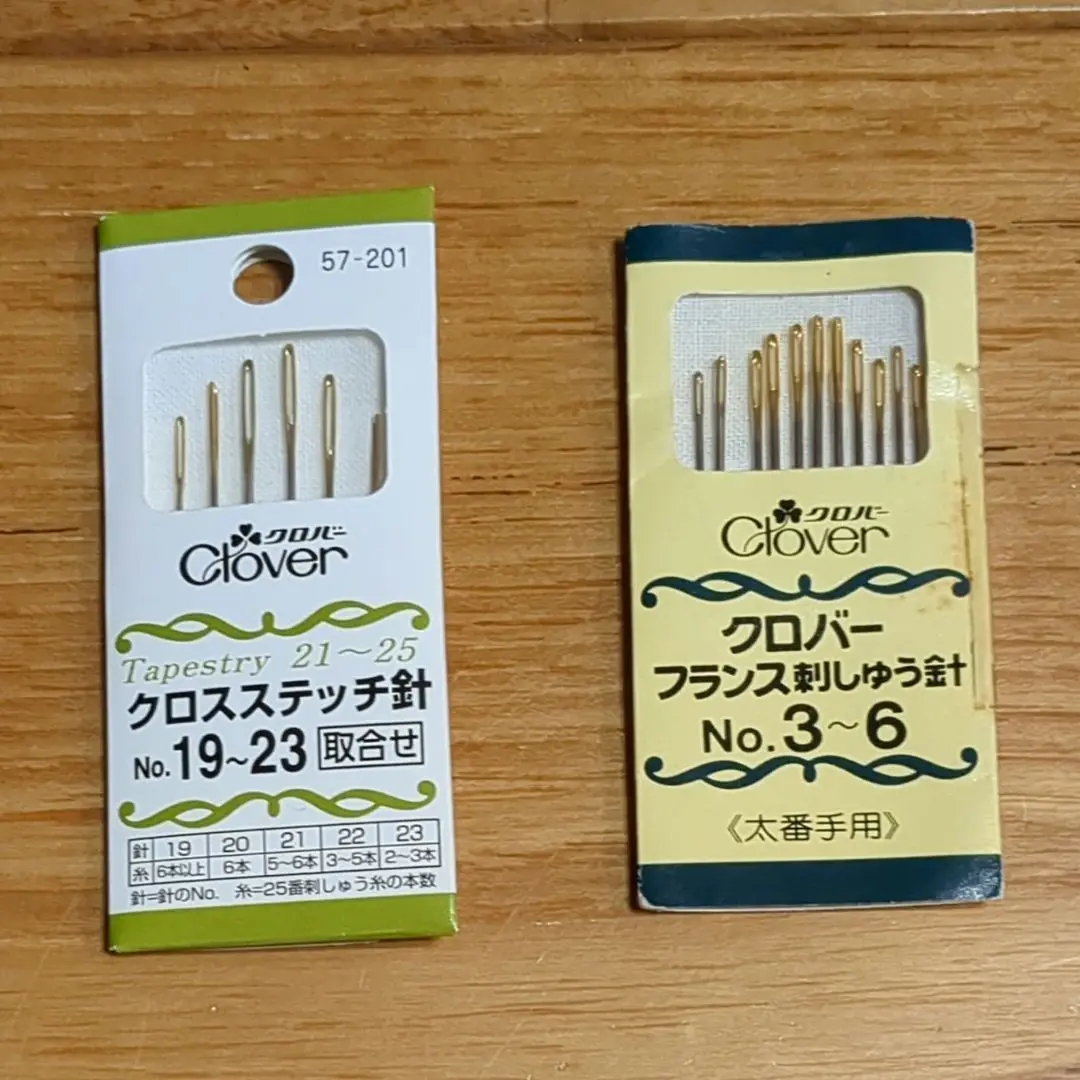 57-201
クロバー
Clover
Tapestry 21～25
クロスステッチ針
No.19～23 取合せ
針 19 20 21 22 23
糸 6本以上 6本 5～6本 3～5本 2～3本
針=針のNo. 糸=25番刺しゅう糸の本数
クロバー
Clover
クロバー
フランス刺しゅう針
No.3～6
《太番手用》